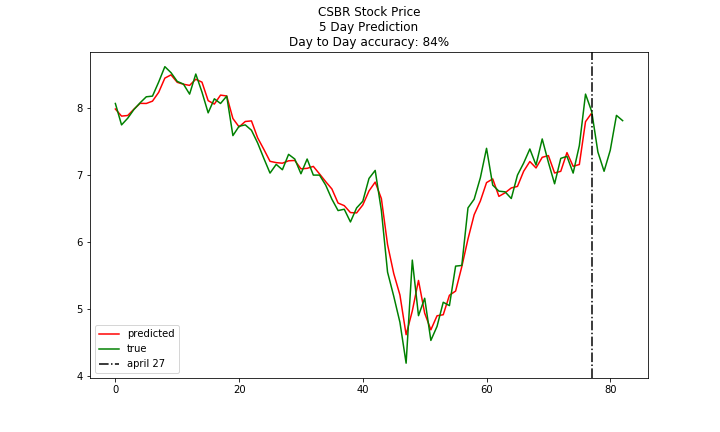 CSBR Stock Price
5 Day Prediction
Day to Day accuracy: 84%
8
7
6
5
4
predicted
true
april 27
0
20
40
60
80